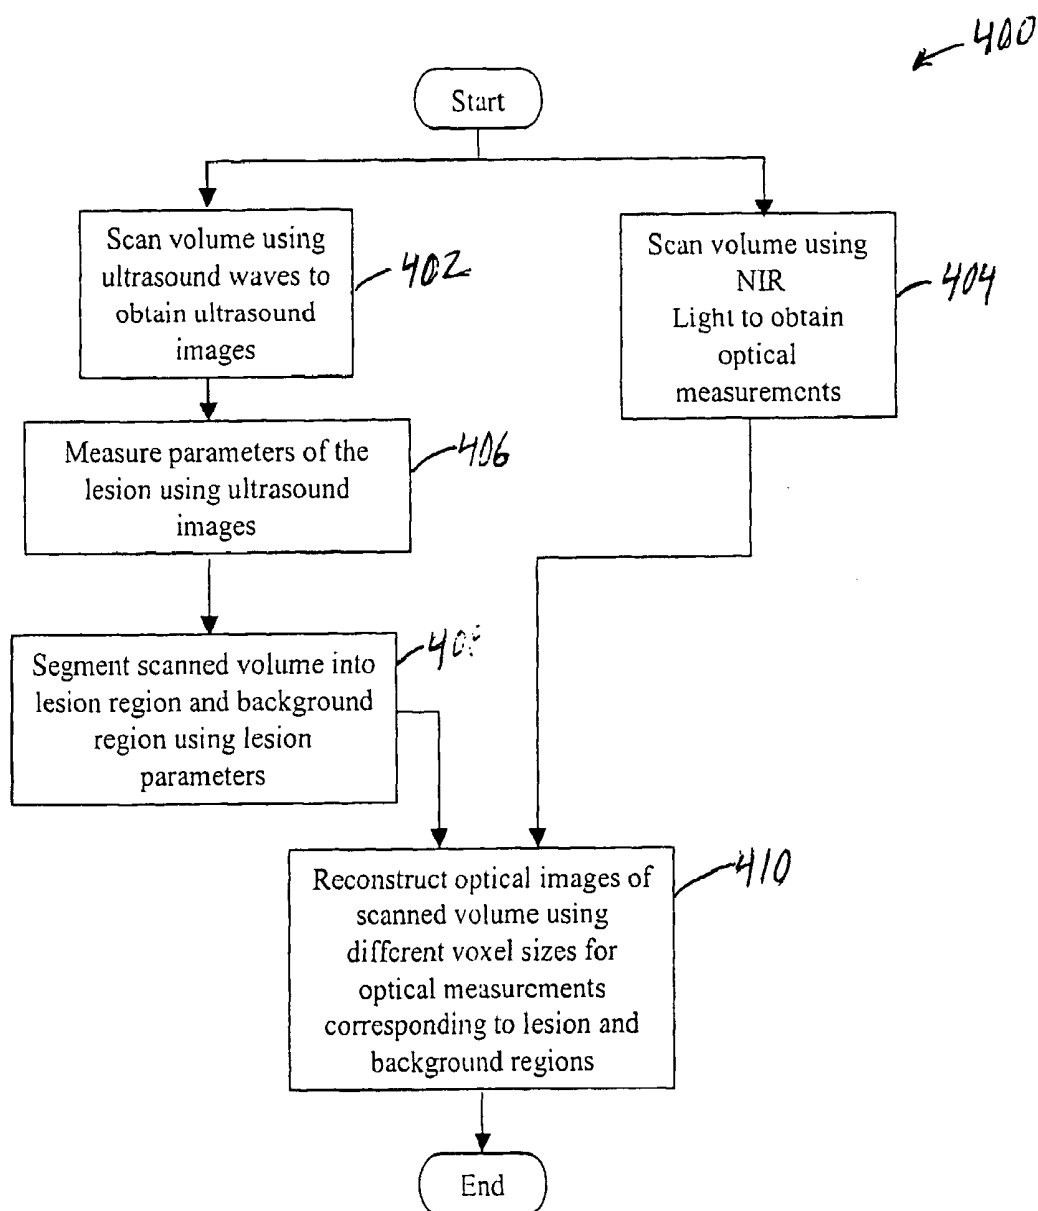 400
Start
Scan volume using
ultrasound waves to
obtain ultrasound
images
402
Scan volume using
NIR
Light to obtain
optical
measurements
404
Measure parameters of the
lesion using ultrasound
images
406
Segment scanned volume into
lesion region and background
region using lesion
parameters
Reconstruct optical images of
scanned volume using
different voxel sizes for
optical measurements
corresponding to lesion and
background regions
410
End